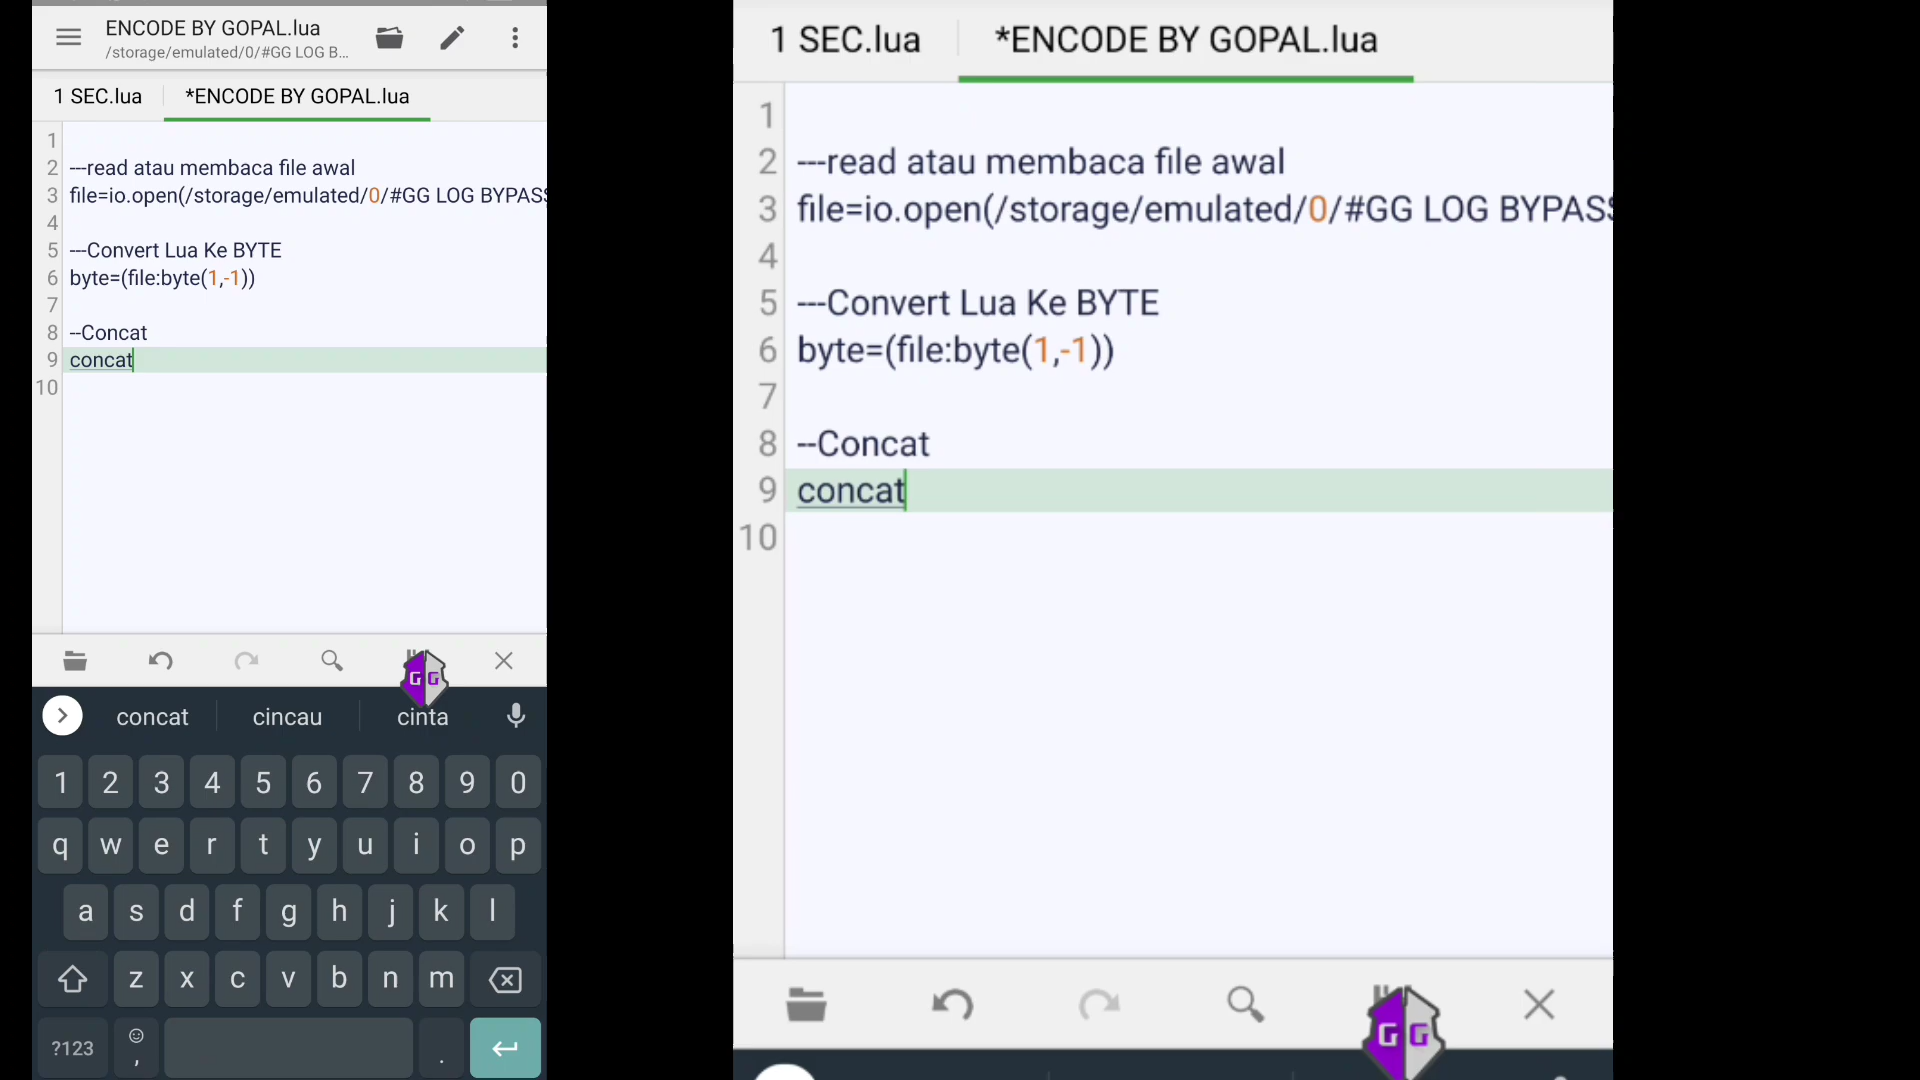 ENCODE BY GOPAL.lua
/storage/emulated/0/#GG LOG B...
1 SEC.lua
*ENCODE BY GOPAL.lua
1
2 ---read atau membaca file awal
3 file=io.open(/storage/emulated/0/#GG LOG BYPASS
4
5 ---Convert Lua Ke BYTE
6 byte=(file:byte(1,-1))
7
8 --Concat
9 concat
10
GG
concat cincau cinta
1 2 3 4 5 6 7 8 9 0
q w e r t y u i o p
a s d f g h j k l
z x c v b n m
?123 , .
1 SEC.lua
*ENCODE BY GOPAL.lua
1
2 ---read atau membaca file awal
3 file=io.open(/storage/emulated/0/#GG LOG BYPASS
4
5 ---Convert Lua Ke BYTE
6 byte=(file:byte(1,-1))
7
8 --Concat
9 concat
10
GG